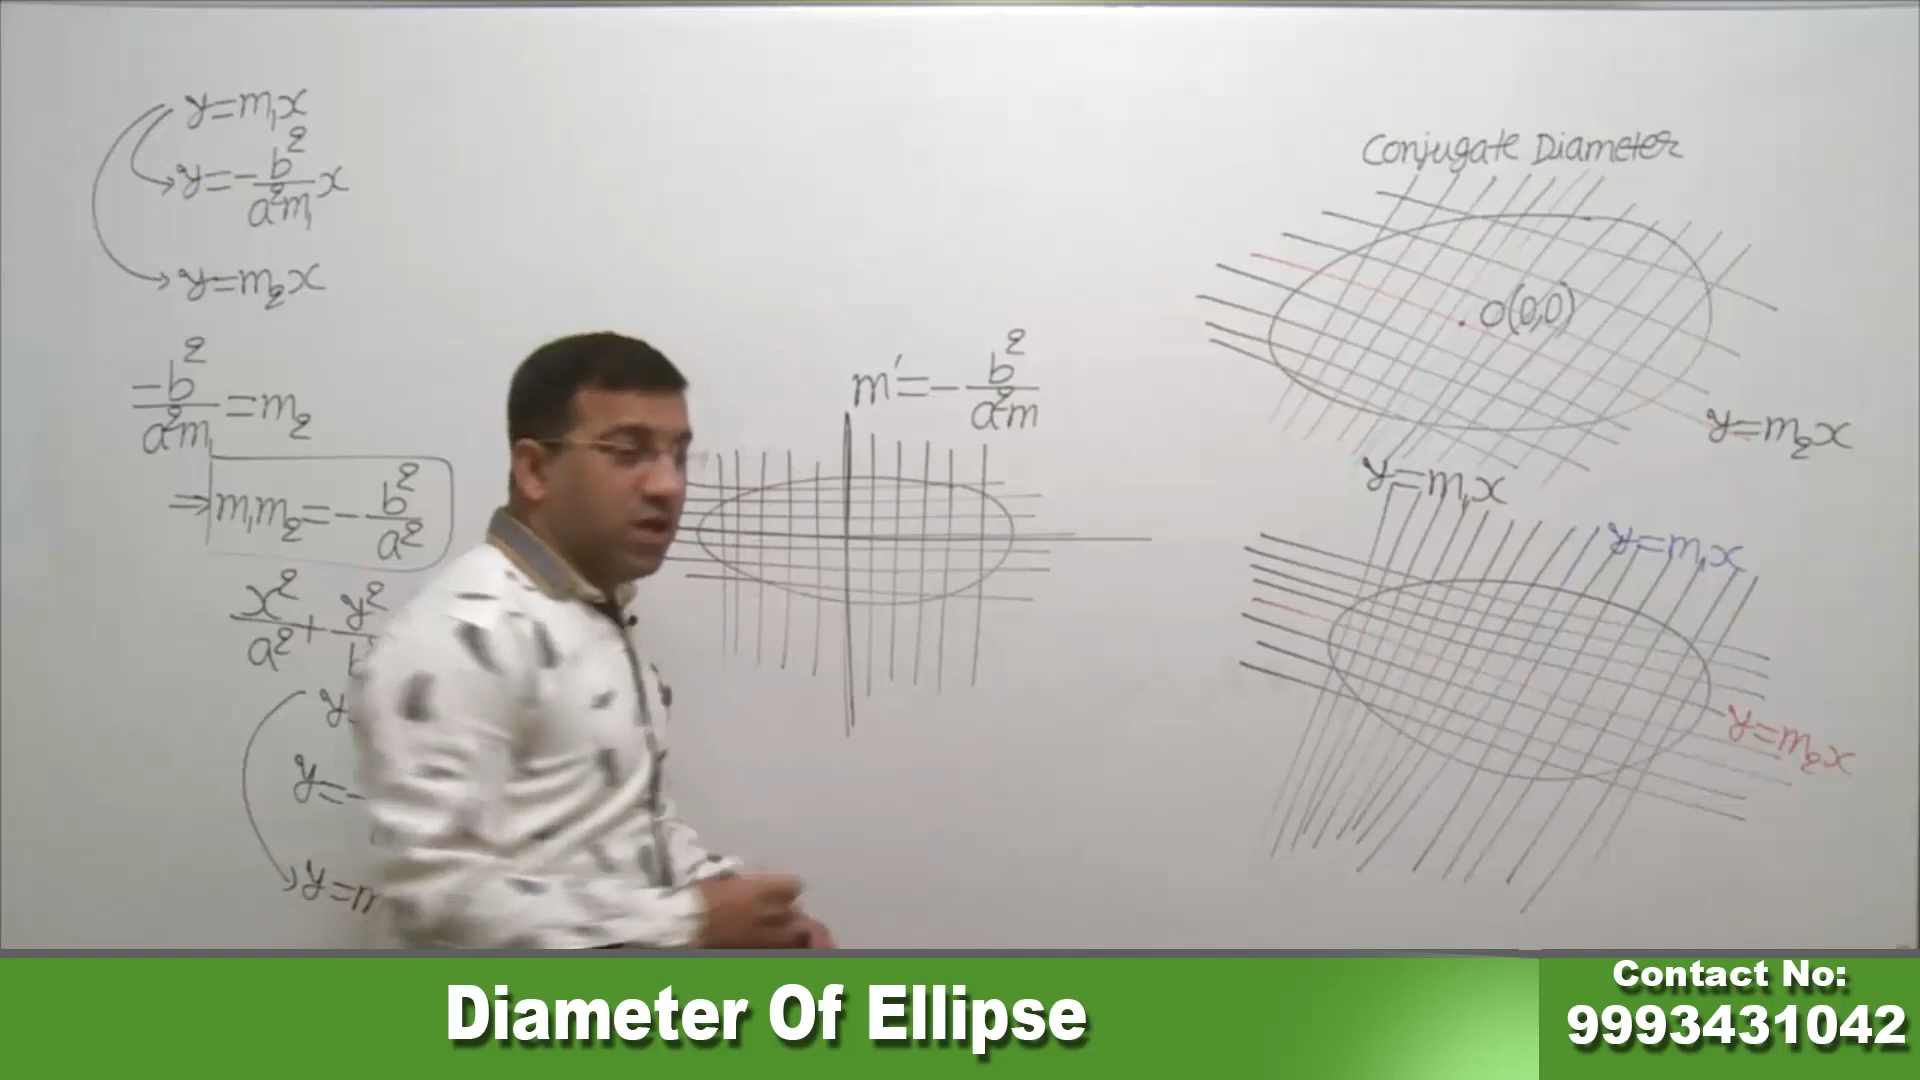 y=m₁x
y=-b²/a²m₁ x
y=m₂x
-b²/a²m₁=m₂
⇒m₁m₂=-b²/a²
x²/a²+y²/b
y
y=-
y=m
m'=-b²/a²m
Conjugate Diameter
O(0,0)
y=m₂x
y=m₁x
y=m₁x
y=m₂x
Diameter Of Ellipse
Contact No:
9993431042